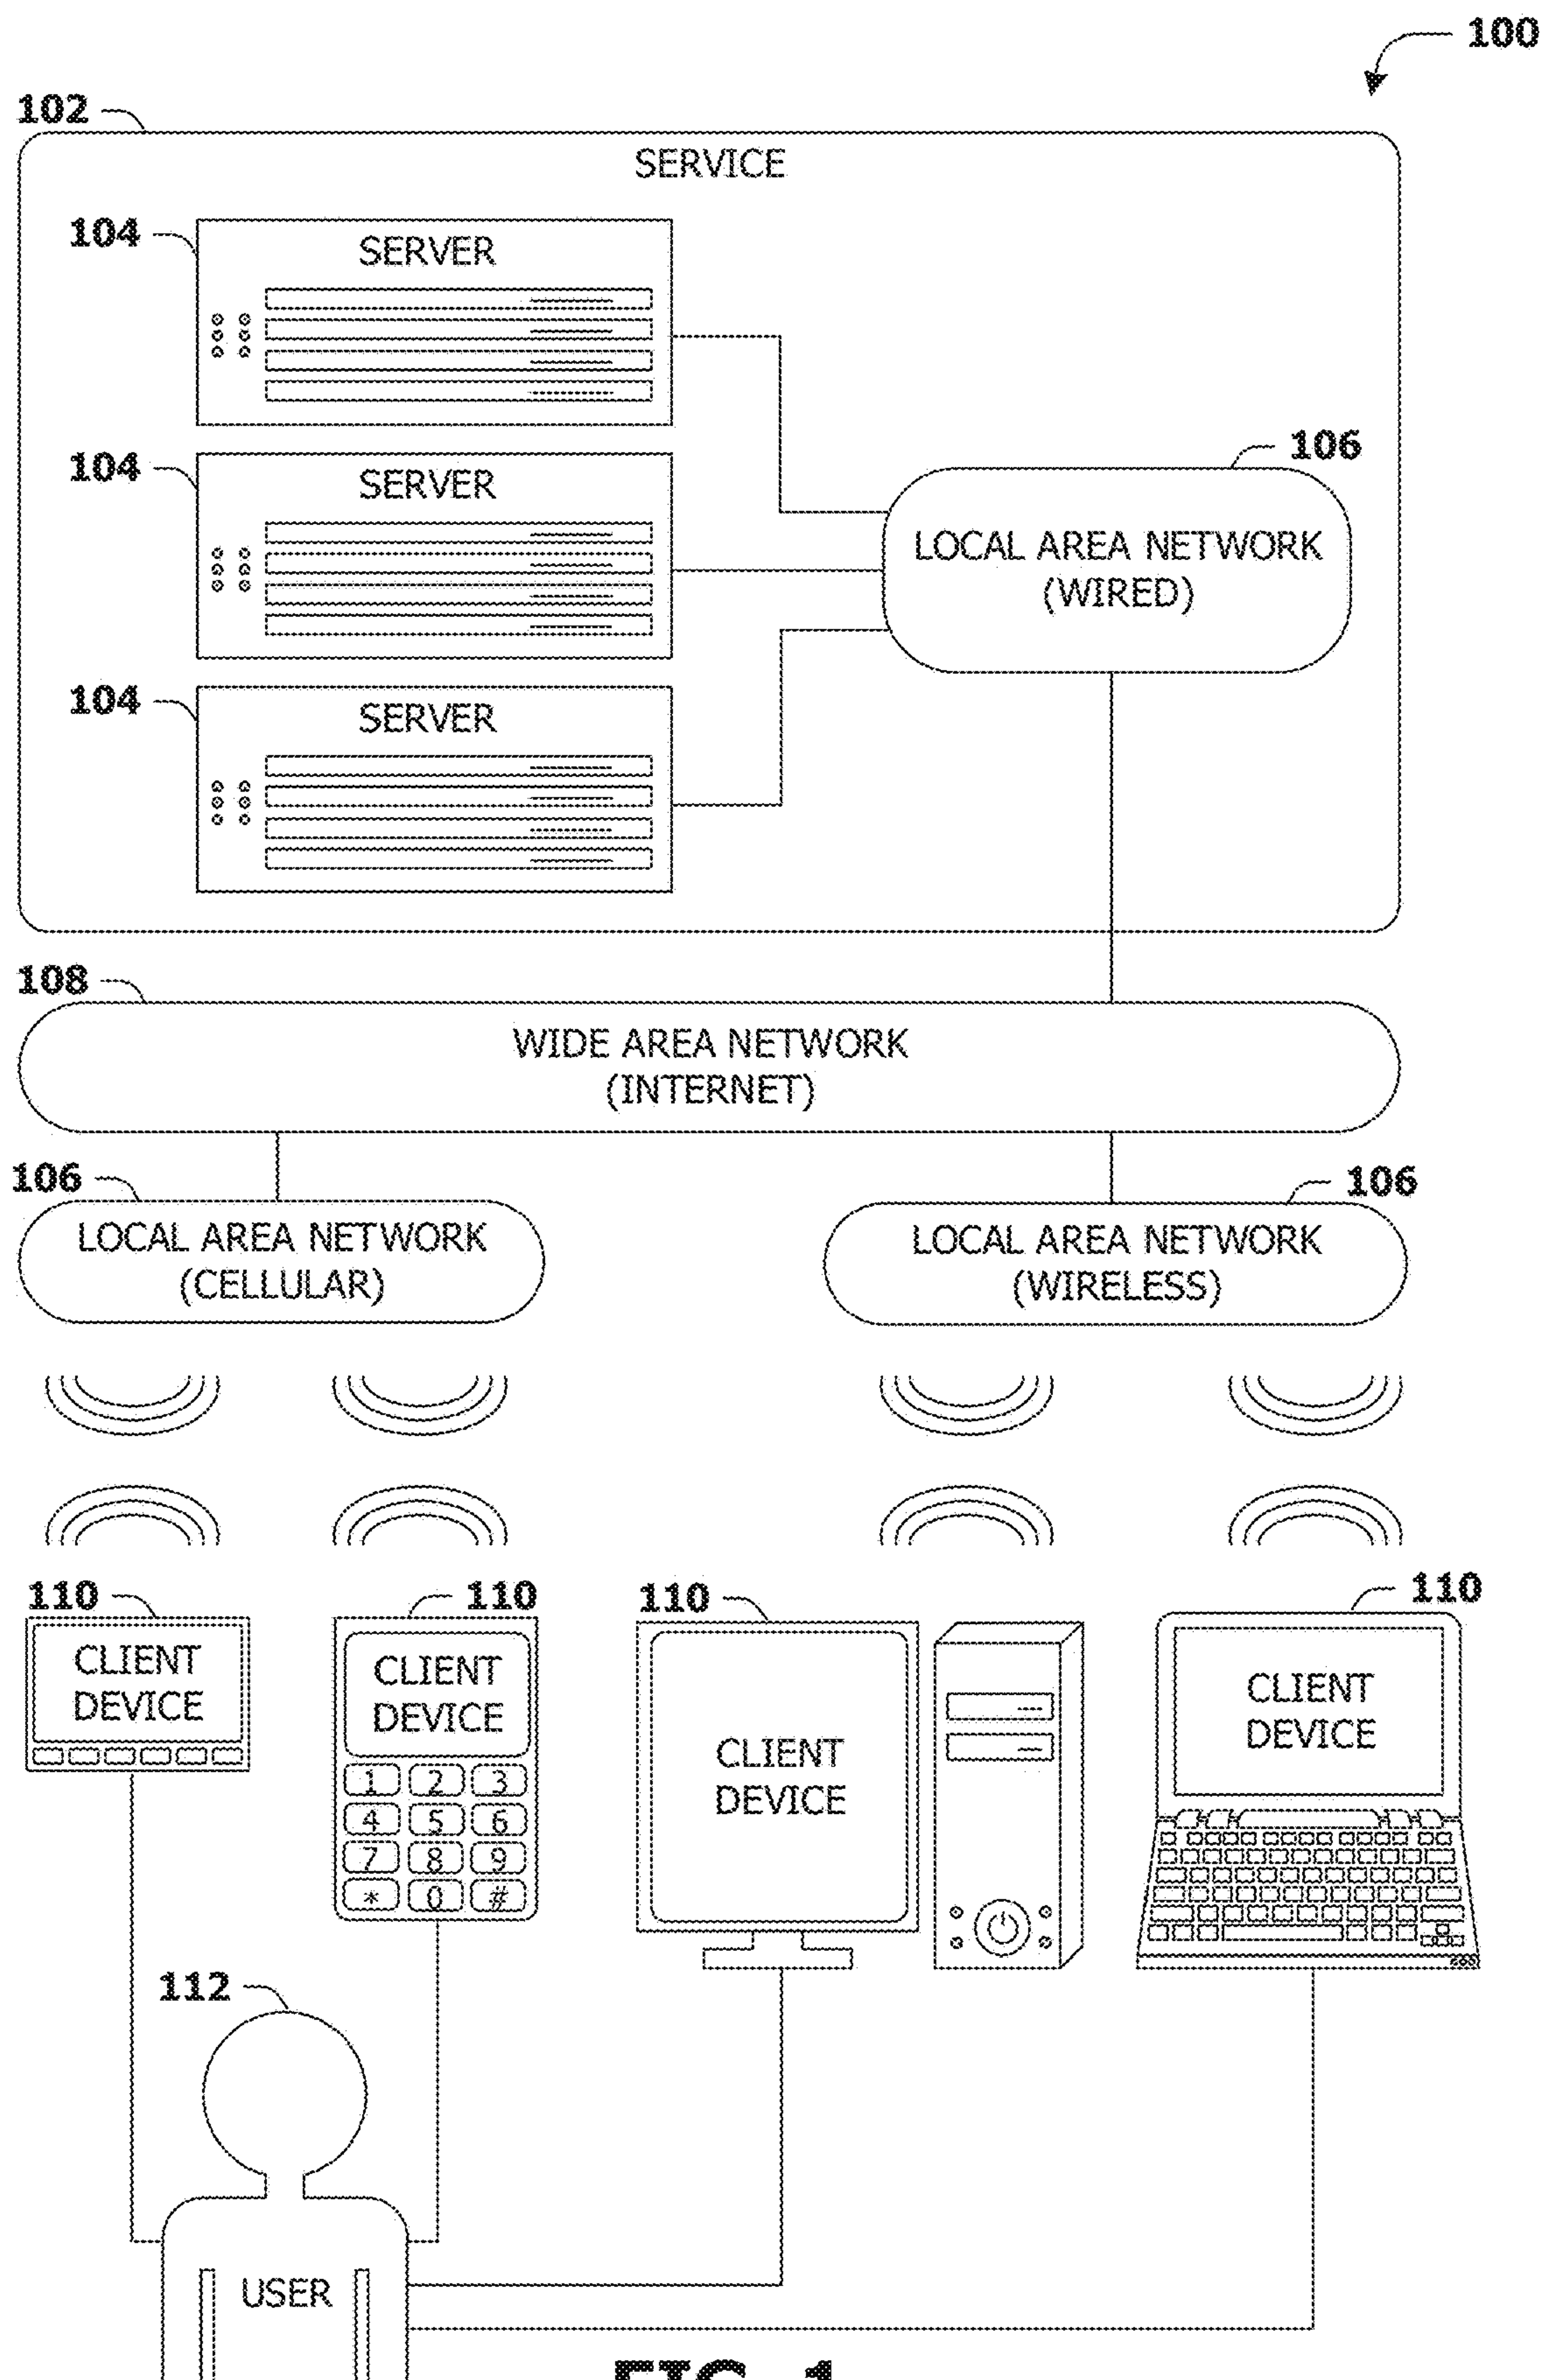 100
102
SERVICE
104
SERVER
104
SERVER
106
LOCAL AREA NETWORK
(WIRED)
104
SERVER
108
WIDE AREA NETWORK
(INTERNET)
106
LOCAL AREA NETWORK
(CELLULAR)
106
LOCAL AREA NETWORK
(WIRELESS)
110
CLIENT
DEVICE
110
CLIENT
DEVICE
1 2 3
4 5 6
7 8 9
* 0 #
110
CLIENT
DEVICE
110
CLIENT
DEVICE
112
USER
FIG. 1